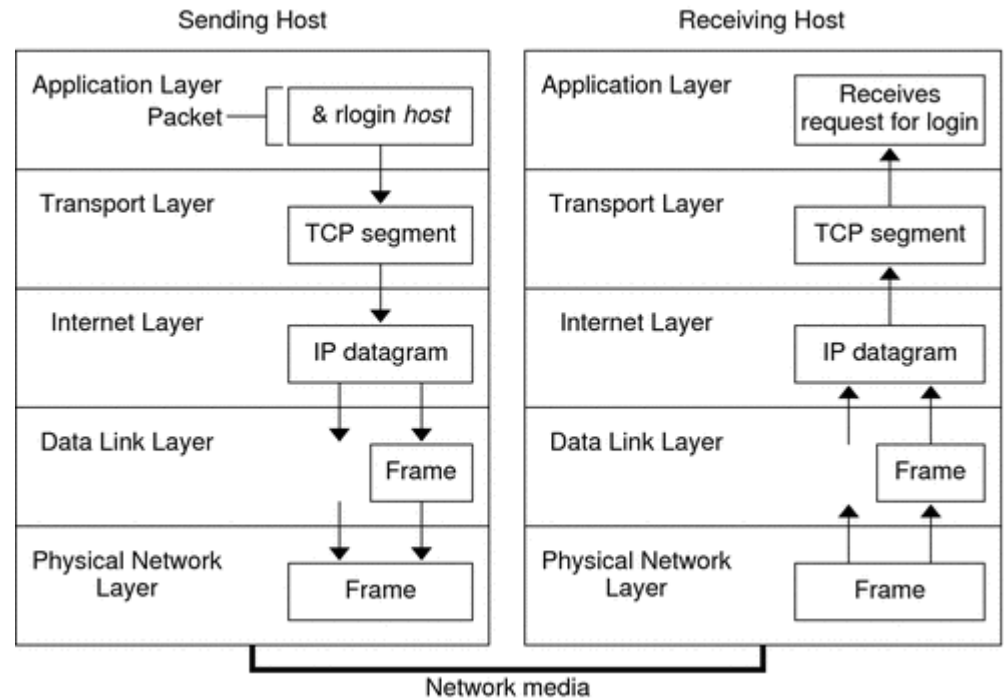 Sending Host
Application Layer
Packet
& rlogin host
Transport Layer
TCP segment
Internet Layer
IP datagram
Data Link Layer
Frame
Physical Network
Layer
Frame
Receiving Host
Application Layer
Receives
request for login
Transport Layer
TCP segment
Internet Layer
IP datagram
Data Link Layer
Frame
Physical Network
Layer
Frame
Network media